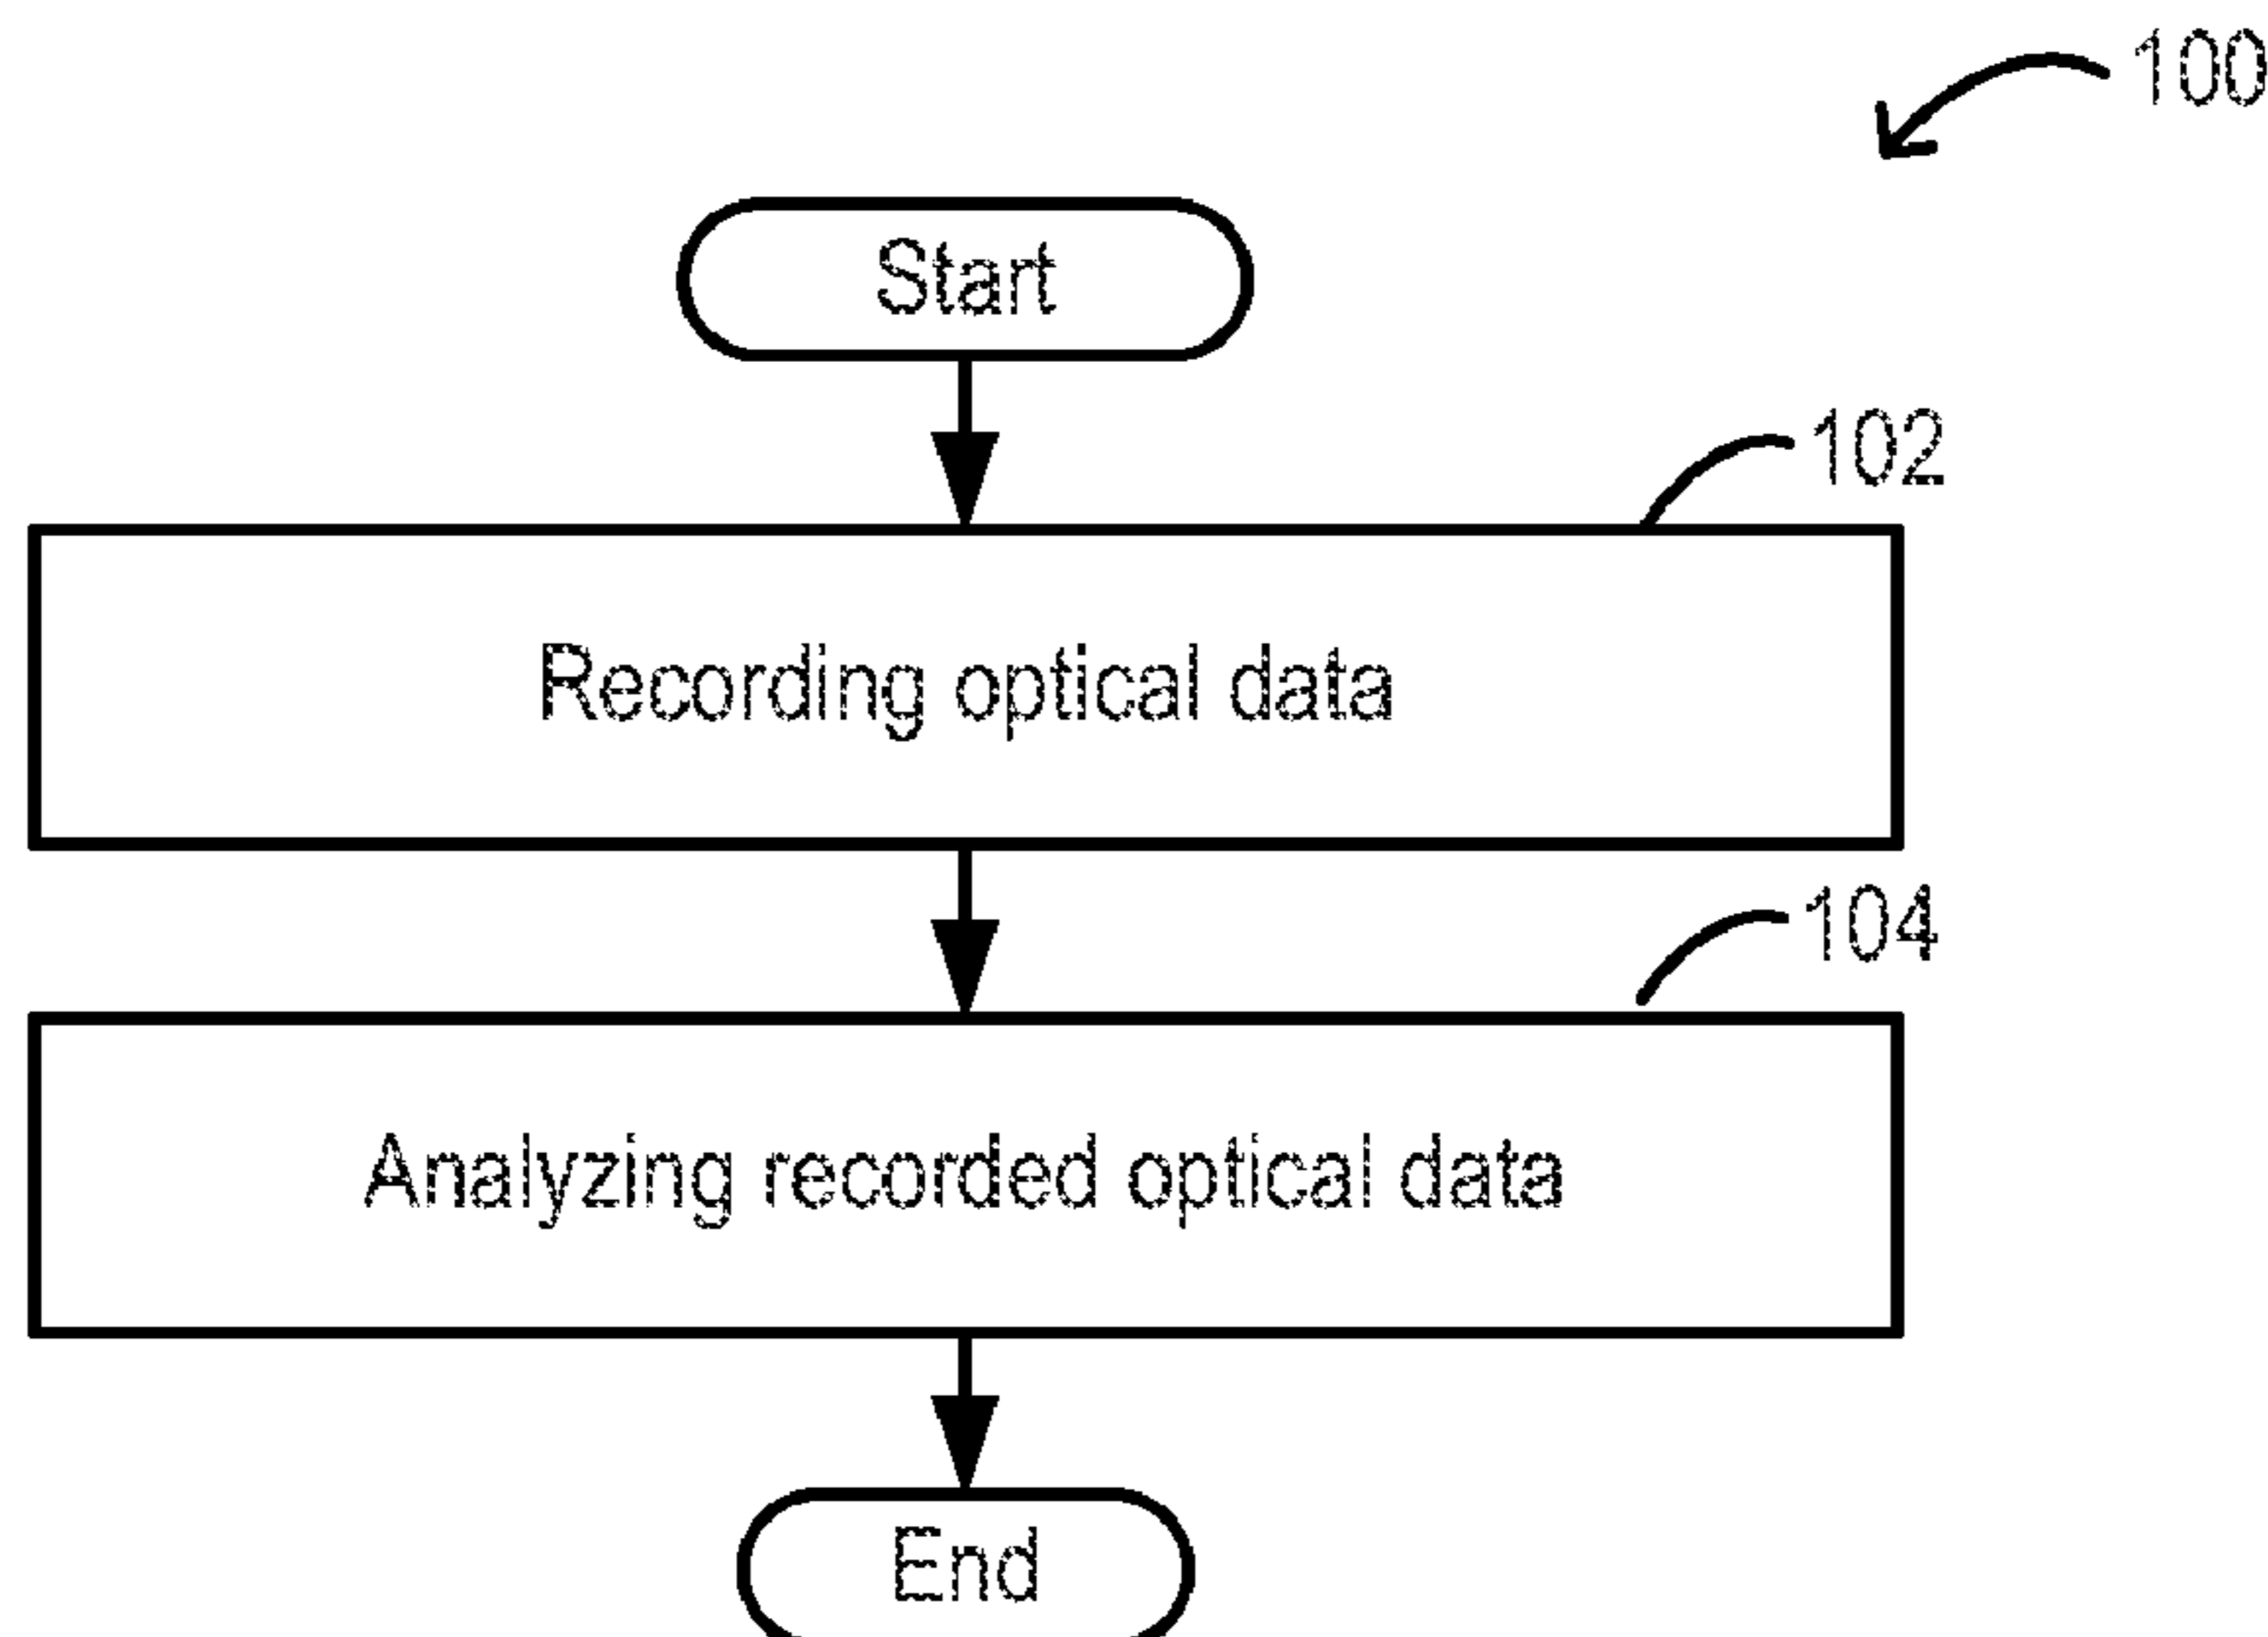 100
Start
102
Recording optical data
104
Analyzing recorded optical data
End